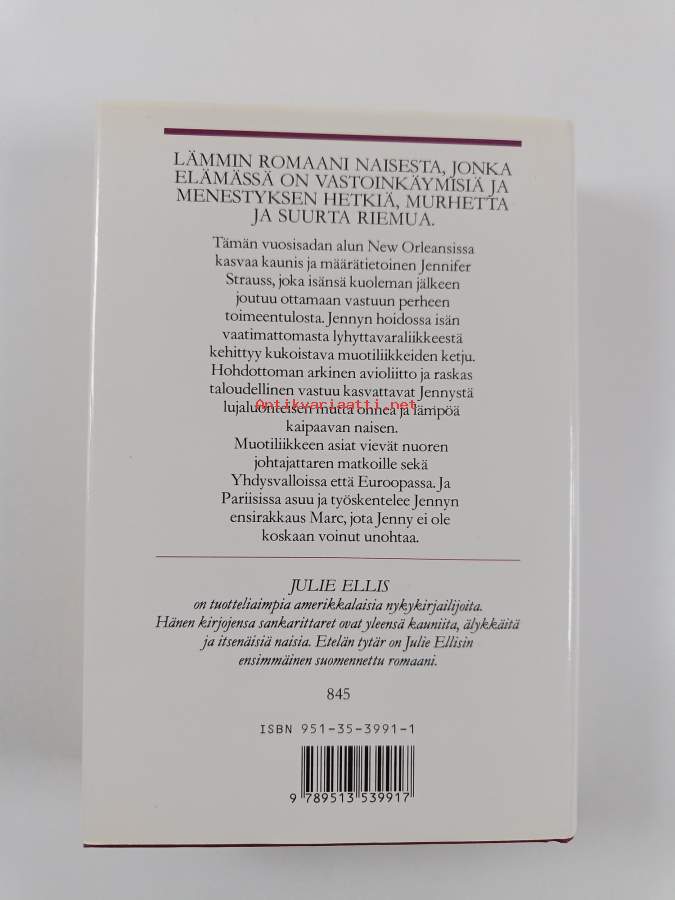 LÄMMIN ROMAANI NAISESTA, JONKA
ELÄMÄSSÄ ON VASTOINKÄYMISIÄ JA
MENESTYKSEN HETKIÄ, MURHETTA
JA SUURTA RIEMUA.
Tämän vuosisadan alun New Orleansissa
kasvaa kaunis ja määrätietoinen Jennifer
Strauss, joka isänsä kuoleman jälkeen
joutuu ottamaan vastuun perheen
toimeentulosta. Jennyn hoidossa isän
vaatimattomasta lyhyttavaraliikkeestä
kehittyy kukoistava muotiliikkeiden ketju.
Hohdottoman arkinen avioliitto ja raskas
taloudellinen vastuu kasvattavat Jennystä
Antikvariaatti.net
lujaluonteisen mutta onnea ja lämpöä
kaipaavan naisen.
Muotiliikkeen asiat vievät nuoren
johtajattaren matkoille sekä
Yhdysvalloissa että Euroopassa. Ja
Pariisissa asuu ja työskentelee Jennyn
ensirakkaus Marc, jota Jenny ei ole
koskaan voinut unohtaa.
JULIE ELLIS
on tuotteliaimpia amerikkalaisia nykykirjailijoita.
Hänen kirjojensa sankarittaret ovat yleensä kauniita, älykkäitä
ja itsenäisiä naisia. Etelän tytär on Julie Ellisin
ensimmäinen suomennettu romaani.
845
ISBN 951-35-3991-1
9 789513 539917